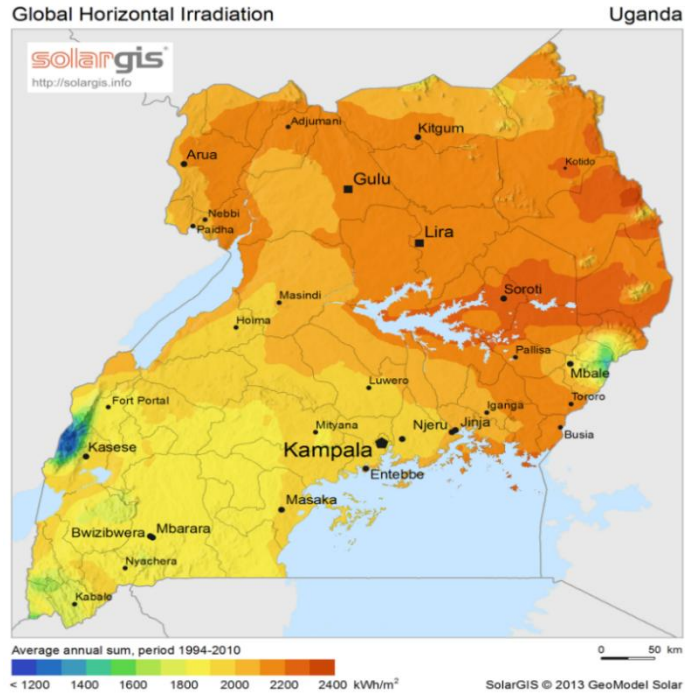 Global Horizontal Irradiation
Uganda
solargis
http://solargis.info
Adjumani
Kitgum
Arua
Kotido
Gulu
Nebbi
Paidha
Lira
Soroti
Masindi
Hoima
Pallisa
Mbale
Luwero
Fort Portal
Tororo
Iganga
Mityana
Njeru
Jinja
Busia
Kampala
Kasese
Entebbe
Masaka
Bwizibwera
Mbarara
Nyachera
Kabale
Average annual sum, period 1994-2010
0 50 km
< 1200 1400 1600 1800 2000 2200 2400 kWh/m²
SolarGIS © 2013 GeoModel Solar